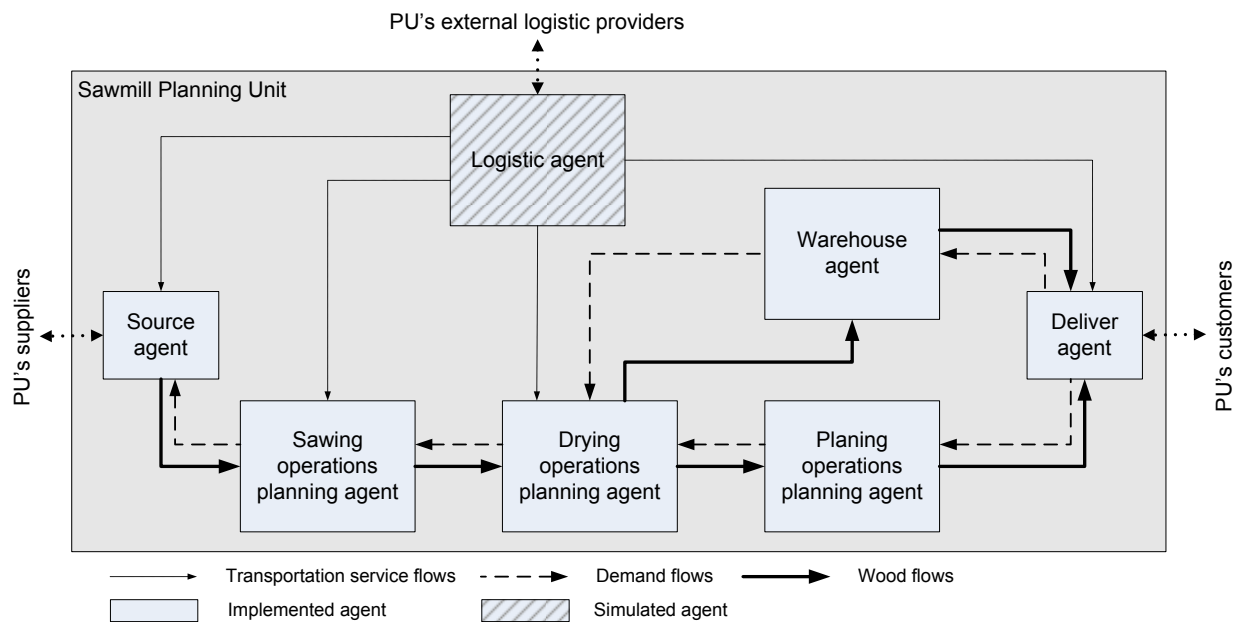 PU's external logistic providers
Sawmill Planning Unit
Logistic agent
Warehouse
agent
PU's suppliers
Source
agent
Deliver
agent
PU's customers
Sawing
operations
planning agent
Drying
operations
planning agent
Planing
operations
planning agent
Transportation service flows
Demand flows
Wood flows
Implemented agent
Simulated agent